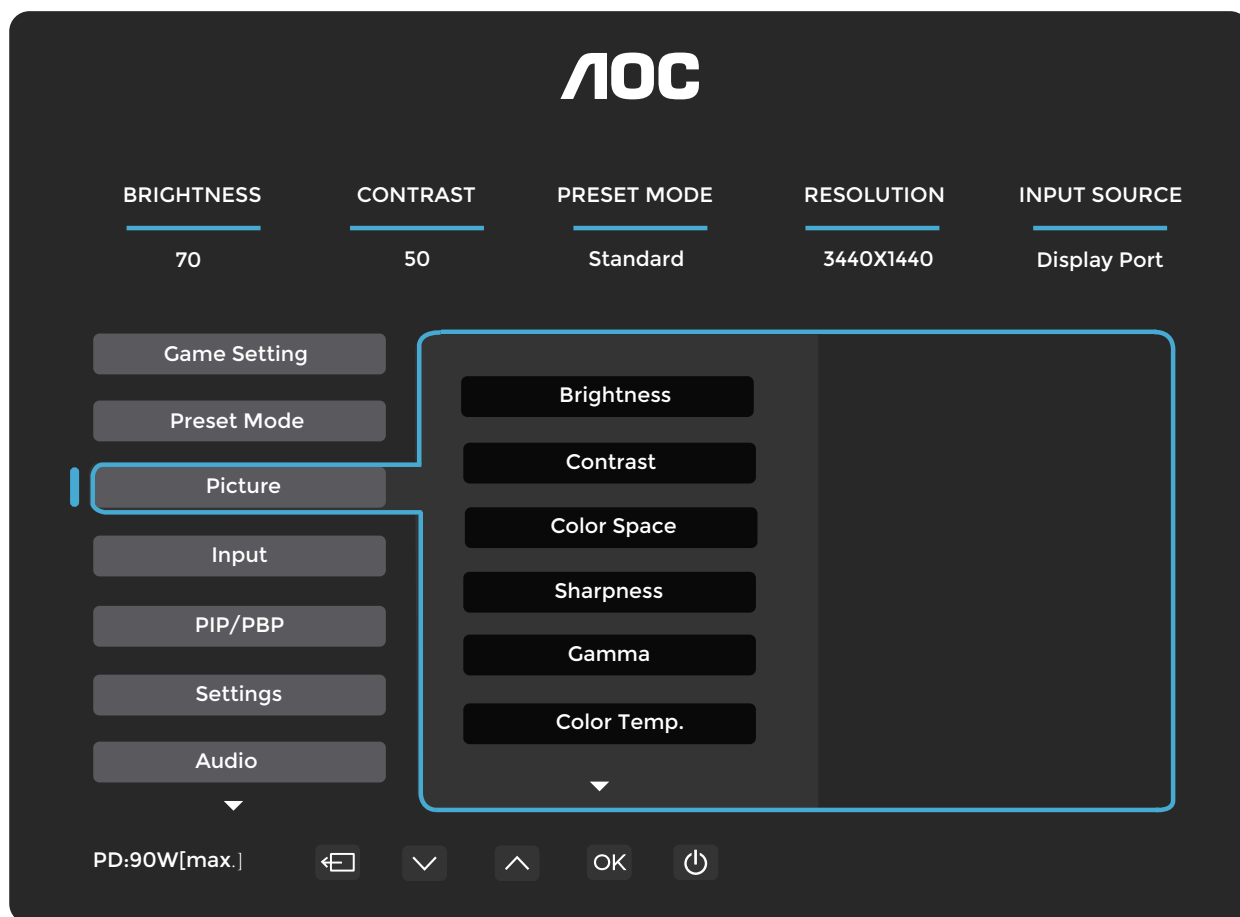 AOC
BRIGHTNESS CONTRAST PRESET MODE RESOLUTION INPUT SOURCE
70 50 Standard 3440X1440 Display Port
Game Setting
Preset Mode
Picture
Input
PIP/PBP
Settings
Audio
Brightness
Contrast
Color Space
Sharpness
Gamma
Color Temp.
PD:90W[max.] OK